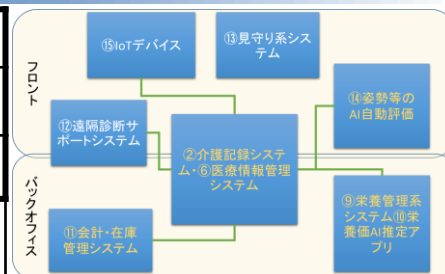 フロント
⑮IoTデバイス
⑬見守り系シス
テム
⑭姿勢等の
AI自動評価
⑫遠隔診断サ
ポートシステム
②介護記録システ
ム・⑥医療情報管理
システム
バックオフィス
⑪会計・在庫
管理システム
⑨栄養管理系
システム⑩栄
養価AI推定ア
プリ